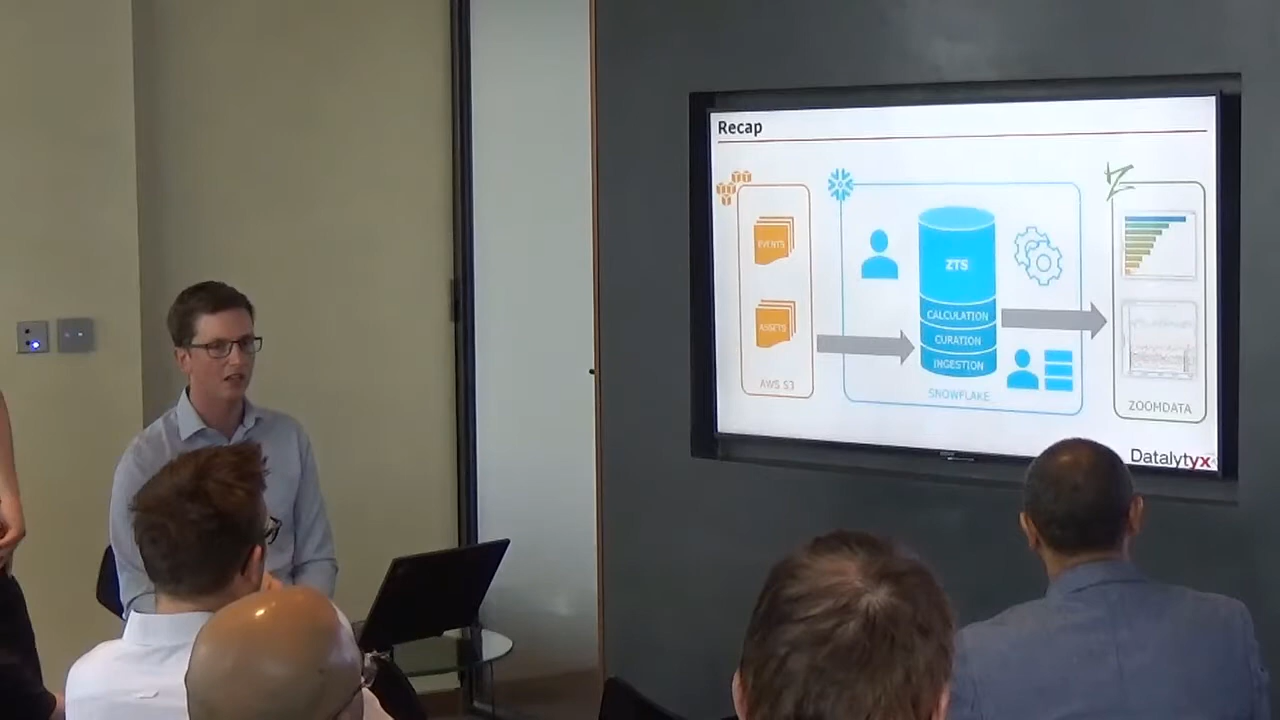 Recap
EVENTS
ASSETS
AWS S3
ZTS
CALCULATION
CURATION
INGESTION
SNOWFLAKE
ZOOMDATA
Datalytyx